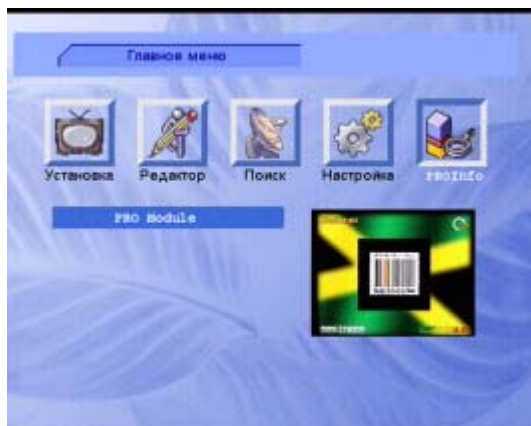 Главное меню
Установка
Редактор
Поиск
Настройка
PROInfo
PRO Module